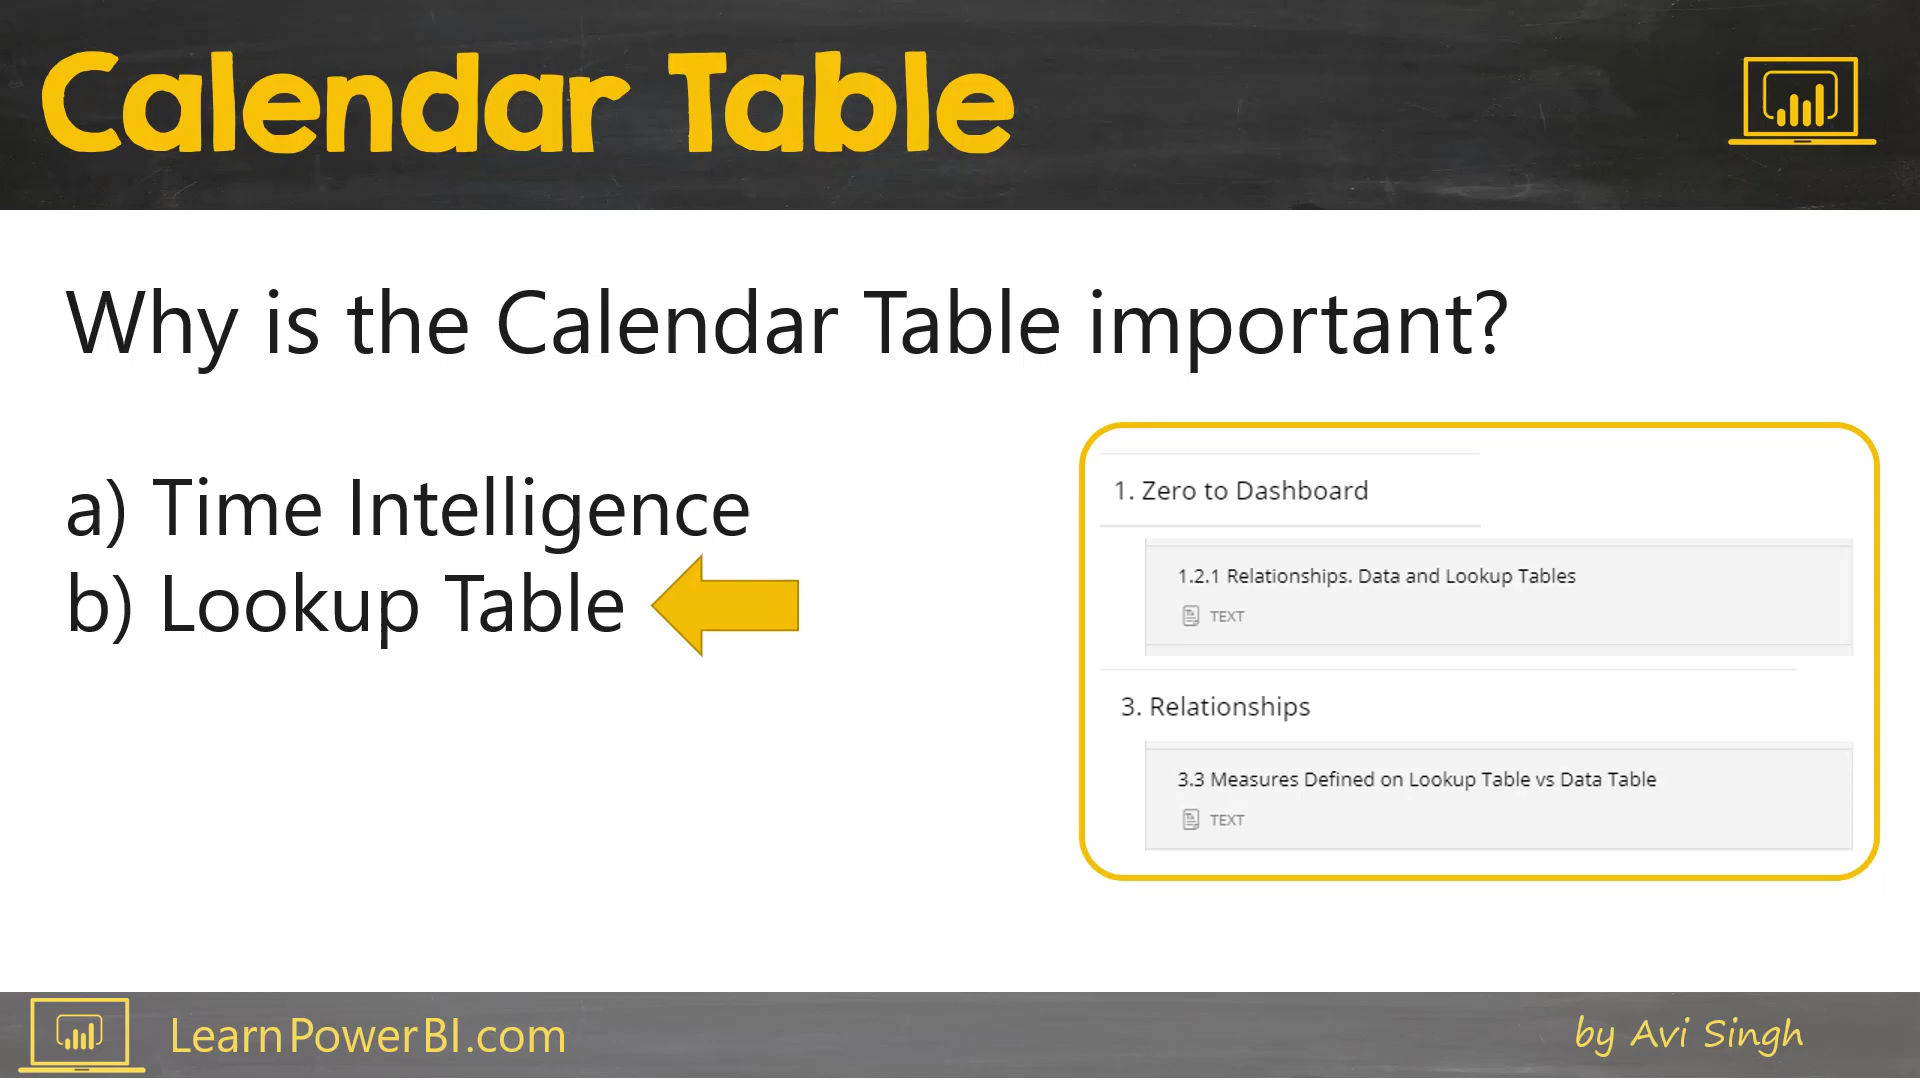 Calendar Table
Why is the Calendar Table important?
a) Time Intelligence
b) Lookup Table
1. Zero to Dashboard
1.2.1 Relationships. Data and Lookup Tables
TEXT
3. Relationships
3.3 Measures Defined on Lookup Table vs Data Table
TEXT
LearnPowerBI.com
by Avi Singh